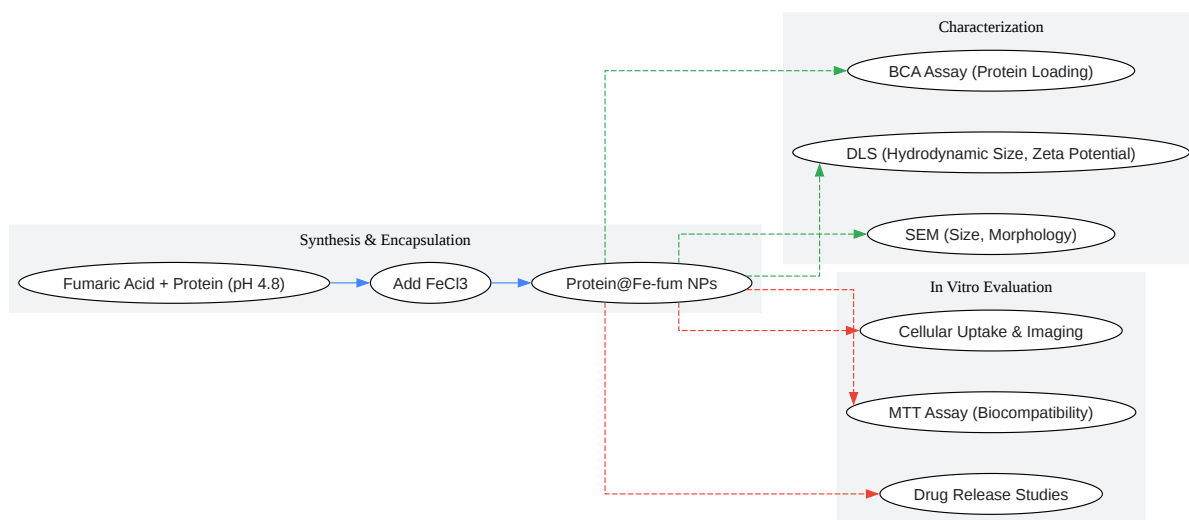 Characterization
BCA Assay (Protein Loading)
DLS (Hydrodynamic Size, Zeta Potential)
SEM (Size, Morphology)
Synthesis & Encapsulation
Fumaric Acid + Protein (pH 4.8)
Add FeCl3
Protein@Fe-fum NPs
In Vitro Evaluation
Cellular Uptake & Imaging
MTT Assay (Biocompatibility)
Drug Release Studies